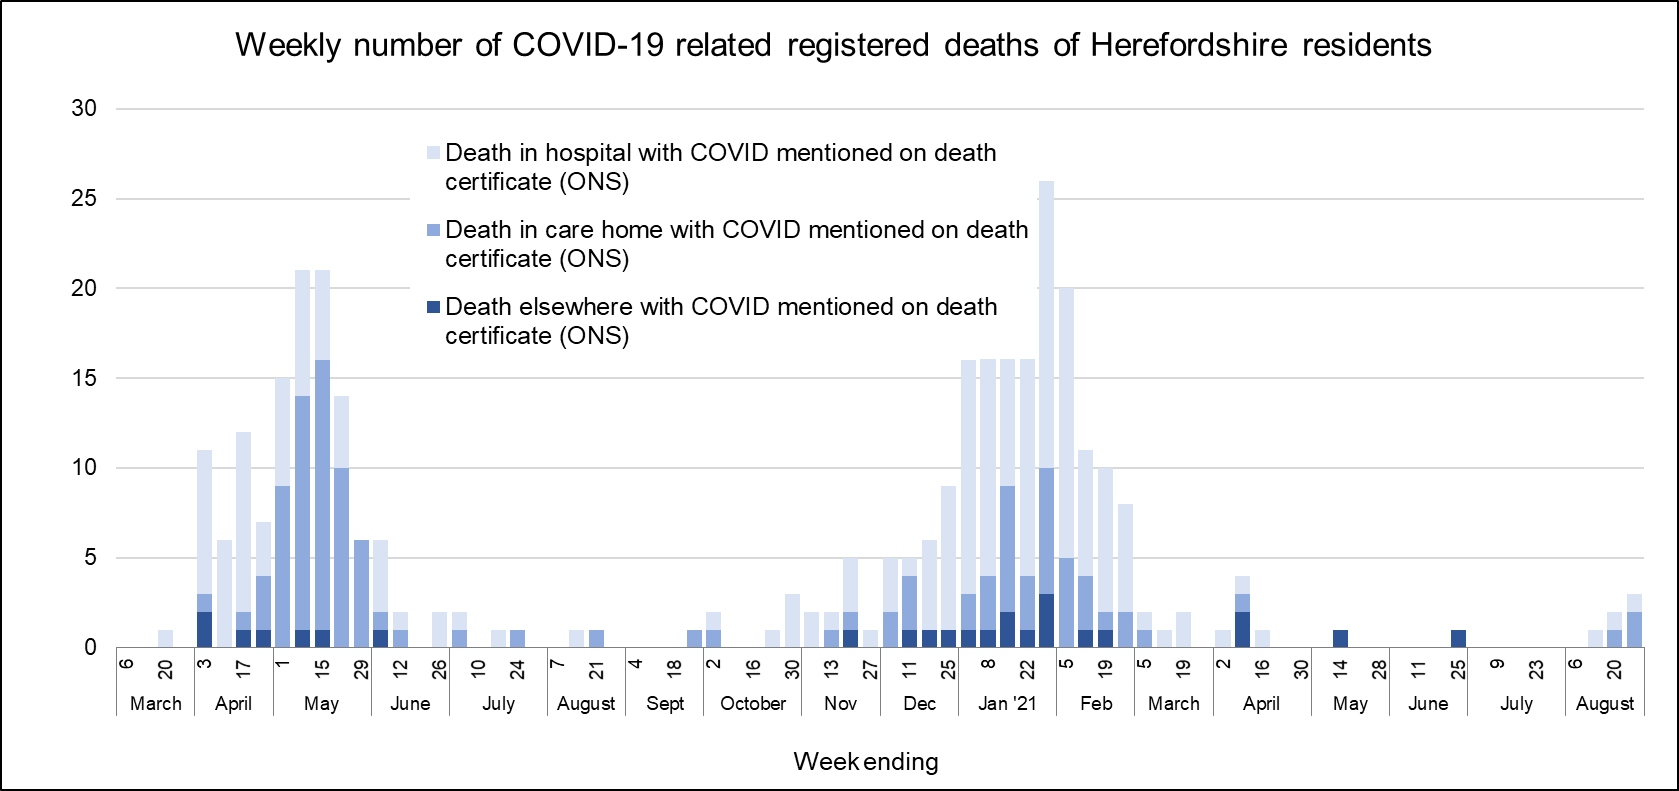 Weekly number of COVID-19 related registered deaths of Herefordshire residents
30
25
20
15
10
5
0
Death in hospital with COVID mentioned on death
certificate (ONS)
Death in care home with COVID mentioned on death
certificate (ONS)
Death elsewhere with COVID mentioned on death
certificate (ONS)
6 20 3 17 1 15 29 12 26 10 24 7 21 4 18 2 16 30 13 27 11 25 8 22 5 19 5 19 2 16 30 14 28 11 25 9 23 6 20
March April May June July August Sept October Nov Dec Jan '21 Feb March April May June July August
Week ending